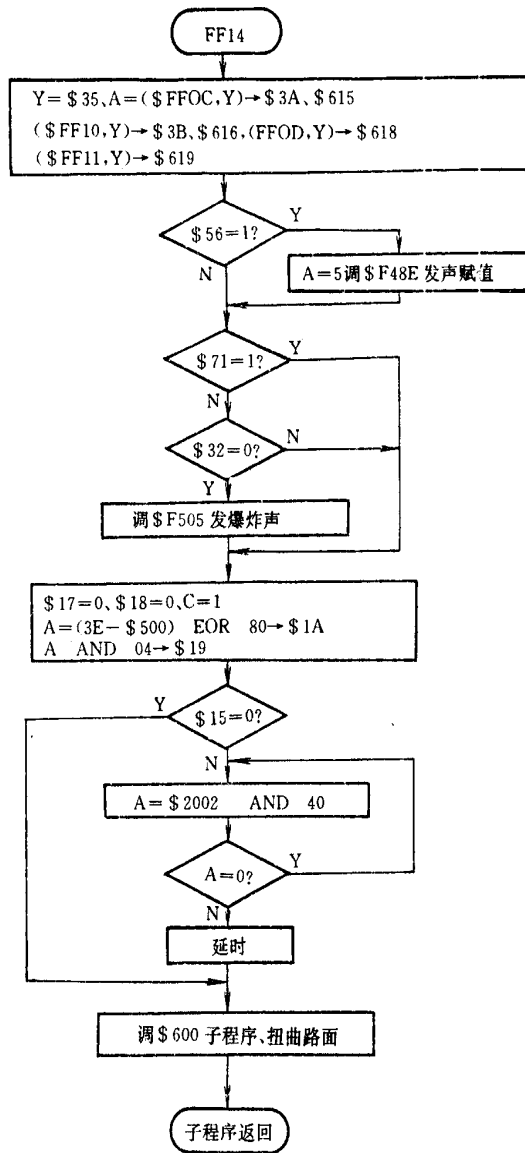 FF14
Y=$35、A=($FFOC,Y)→$3A、$615
($FF10,Y)→$3B、$616,(FFOD,Y)→$618
($FF11,Y)→$619
$56=1?
Y
N
A=5调$F48E发声赋值
$71=1?
Y
N
$32=0?
N
Y
调$F505发爆炸声
$17=0、$18=0、C=1
A=(3E-$500) EOR 80→$1A
A AND 04→$19
Y
$15=0?
N
A=$2002 AND 40
A=0?
Y
N
延时
调$600子程序、扭曲路面
子程序返回